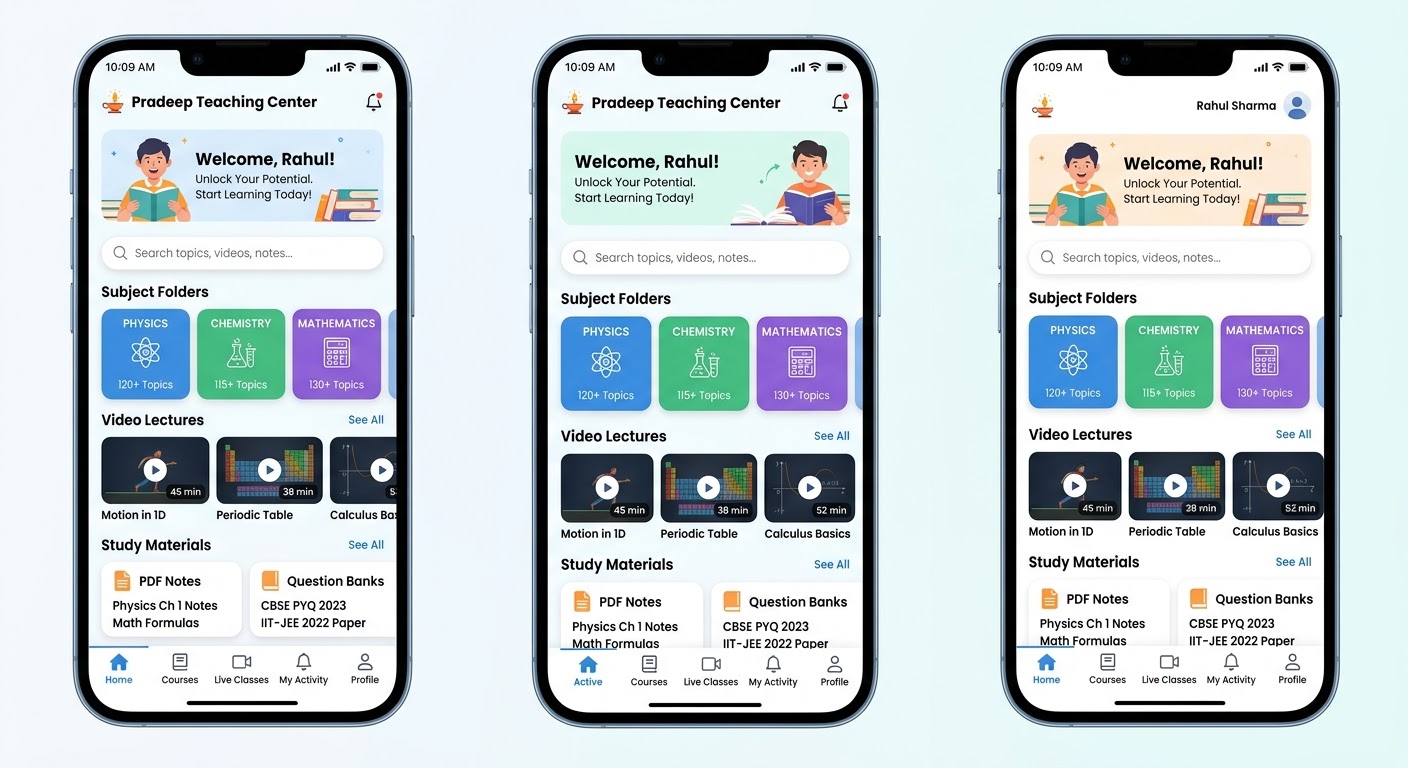 10:09 AM
Pradeep Teaching Center
Welcome, Rahul!
Unlock Your Potential.
Start Learning Today!
Search topics, videos, notes...
Subject Folders
PHYSICS
120+ Topics
CHEMISTRY
115+ Topics
MATHEMATICS
130+ Topics
Video Lectures
See All
45 min
38 min
Motion in 1D
Periodic Table
Calculus Bas
Study Materials
See All
PDF Notes
Physics Ch 1 Notes
Math Formulas
Question Banks
CBSE PYQ 2023
IIT-JEE 2022 Paper
Home
Courses
Live Classes
My Activity
Profile
10:09 AM
Pradeep Teaching Center
Welcome, Rahul!
Unlock Your Potential.
Start Learning Today!
Search topics, videos, notes...
Subject Folders
PHYSICS
120+ Topics
CHEMISTRY
115+ Topics
MATHEMATICS
130+ Topics
Video Lectures
See All
45 min
38 min
52 min
Motion in 1D
Periodic Table
Calculus Basics
Study Materials
See All
PDF Notes
Physics Ch 1 Notes
Math Formulas
Question Banks
CBSE PYQ 2023
IIT-JEE 2022 Paper
Active
Courses
Live Classes
My Activity
Profile
10:09 AM
Rahul Sharma
Welcome, Rahul!
Unlock Your Potential.
Start Learning Today!
Search topics, videos, notes...
Subject Folders
PHYSICS
120+ Topics
CHEMISTRY
115+ Topics
MATHEMATICS
130+ Topics
Video Lectures
See All
45 min
28 min
52 min
Motion in 1D
Periodic Table
Calculus Basics
Study Materials
See All
PDF Notes
Physics Ch 1 Notes
Math Formulas
Question Banks
CBSE PYQ 2023
IIT-JEE 2022 Paper
Home
Courses
Live Classes
My Activity
Profile